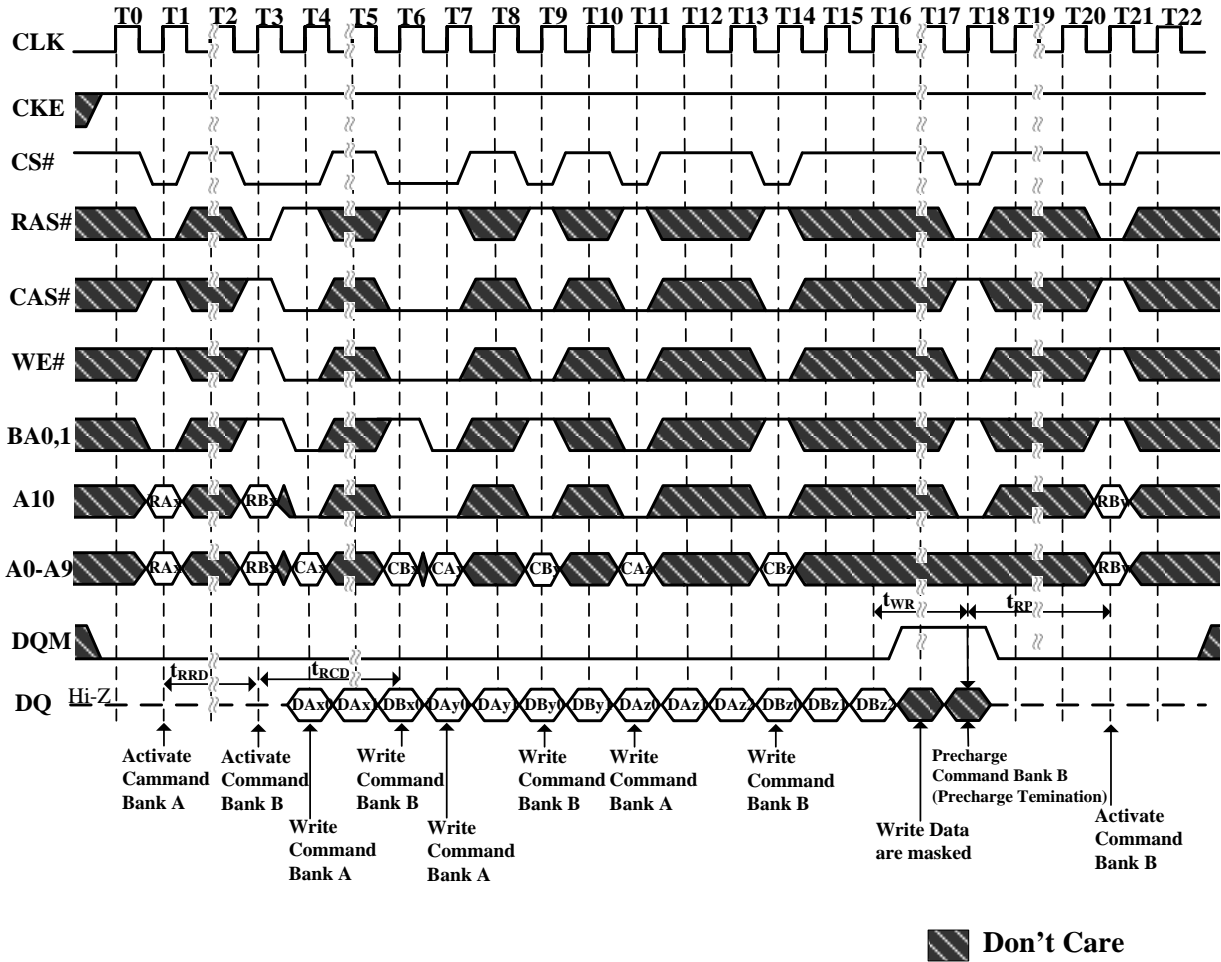 T0 T1 T2 T3 T4 T5 T6 T7 T8 T9 T10 T11 T12 T13 T14 T15 T16 T17 T18 T19 T20 T21 T22
CLK
CKE
CS#
RAS#
CAS#
WE#
BA0,1
A10 RAx RBx RBy
A0-A9 RAx RBx CAx CBx CAy CBy CAz CBz RBy
tWR tRP
DQM
tRRD tRCD
DQ Hi-Z DAx0 DAx1 DBx0 DAy0 DAy1 DBy0 DBy1 DAz0 DAz1 DAz2 DBz0 DBz1 DBz2
Activate
Cammand
Bank A
Activate
Command
Bank B
Write
Command
Bank A
Write
Command
Bank B
Write
Command
Bank A
Write
Command
Bank B
Write
Command
Bank A
Write
Command
Bank B
Write Data
are masked
Precharge
Command Bank B
(Precharge Temination)
Activate
Command
Bank B
Don't Care